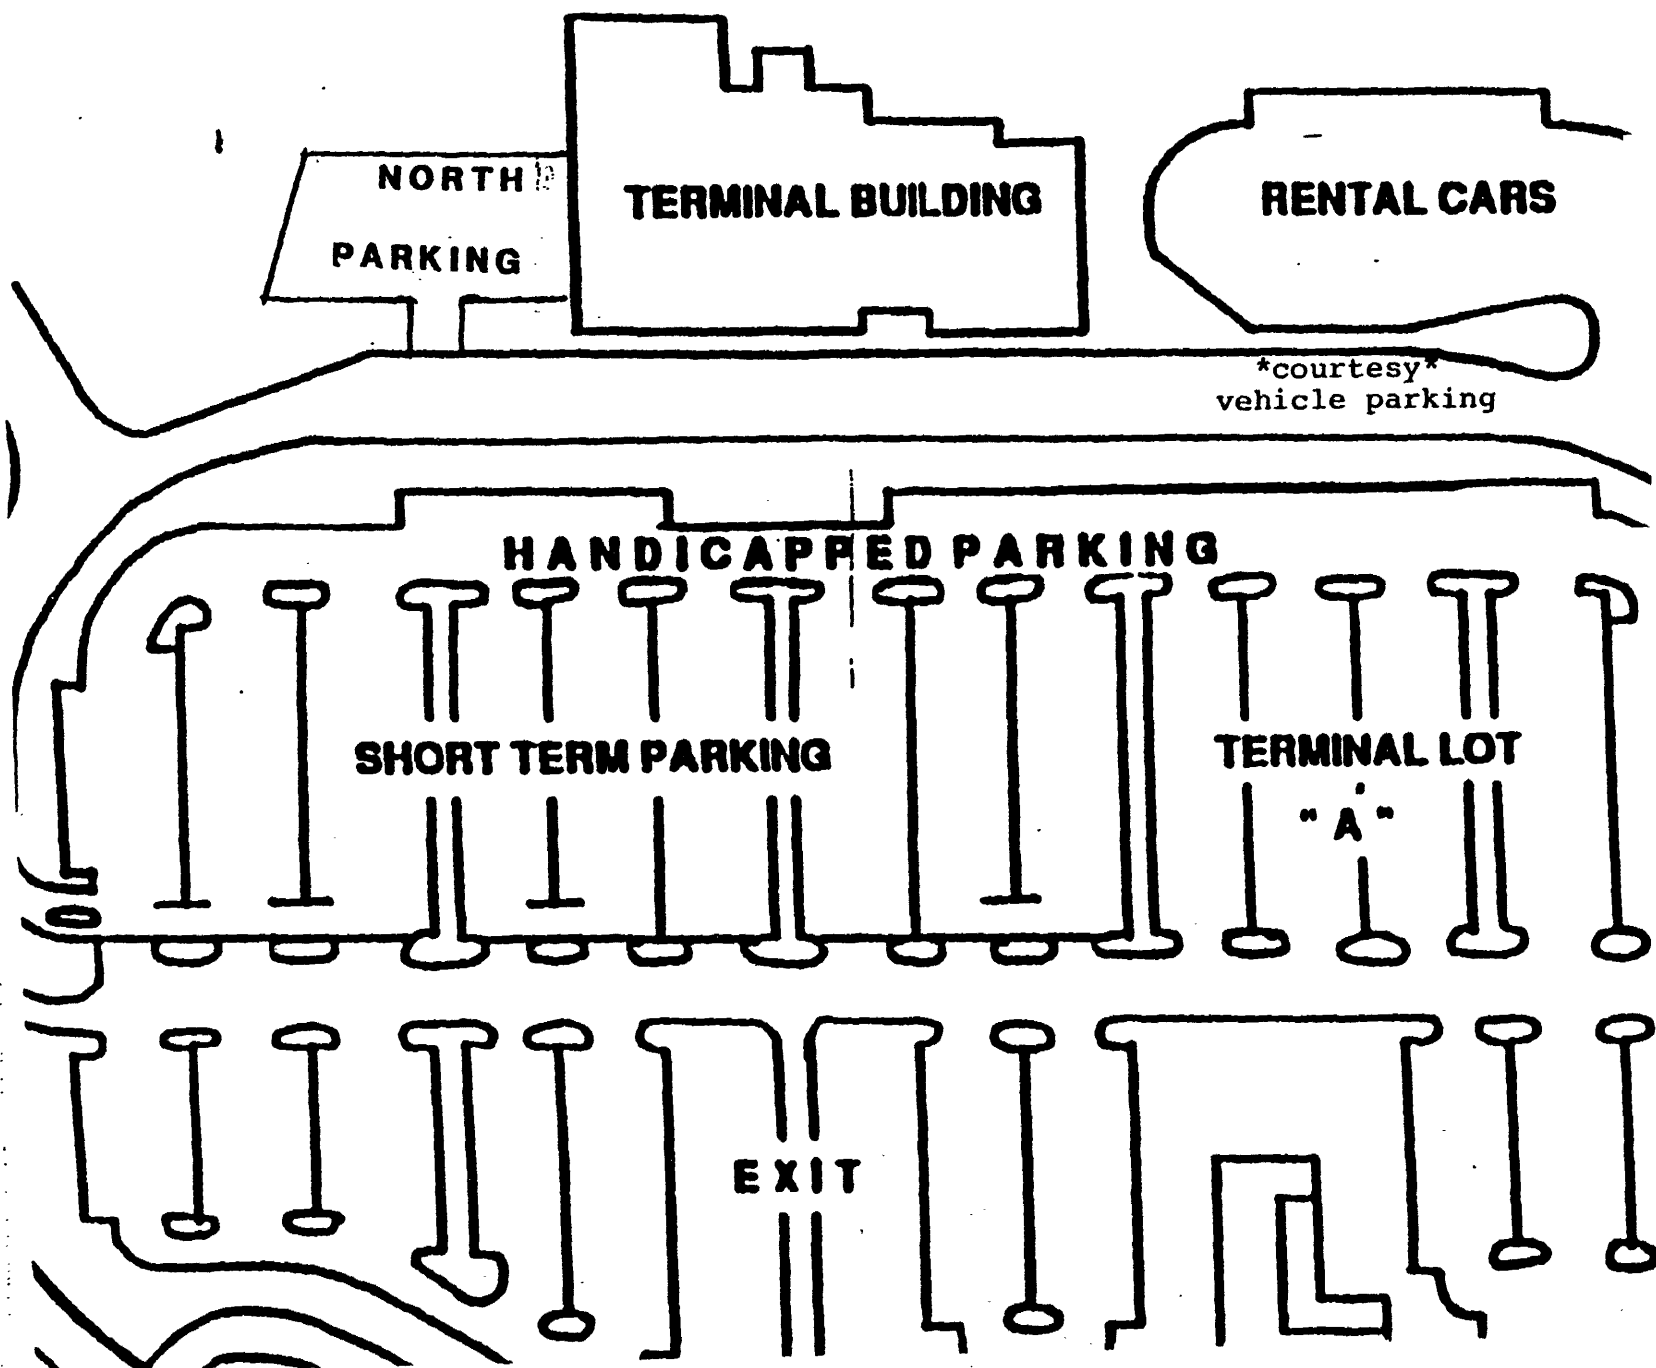 NORTH
PARKING
TERMINAL BUILDING
RENTAL CARS
*courtesy*
vehicle parking
HANDICAPPED PARKING
SHORT TERM PARKING
TERMINAL LOT
"A"
EXIT